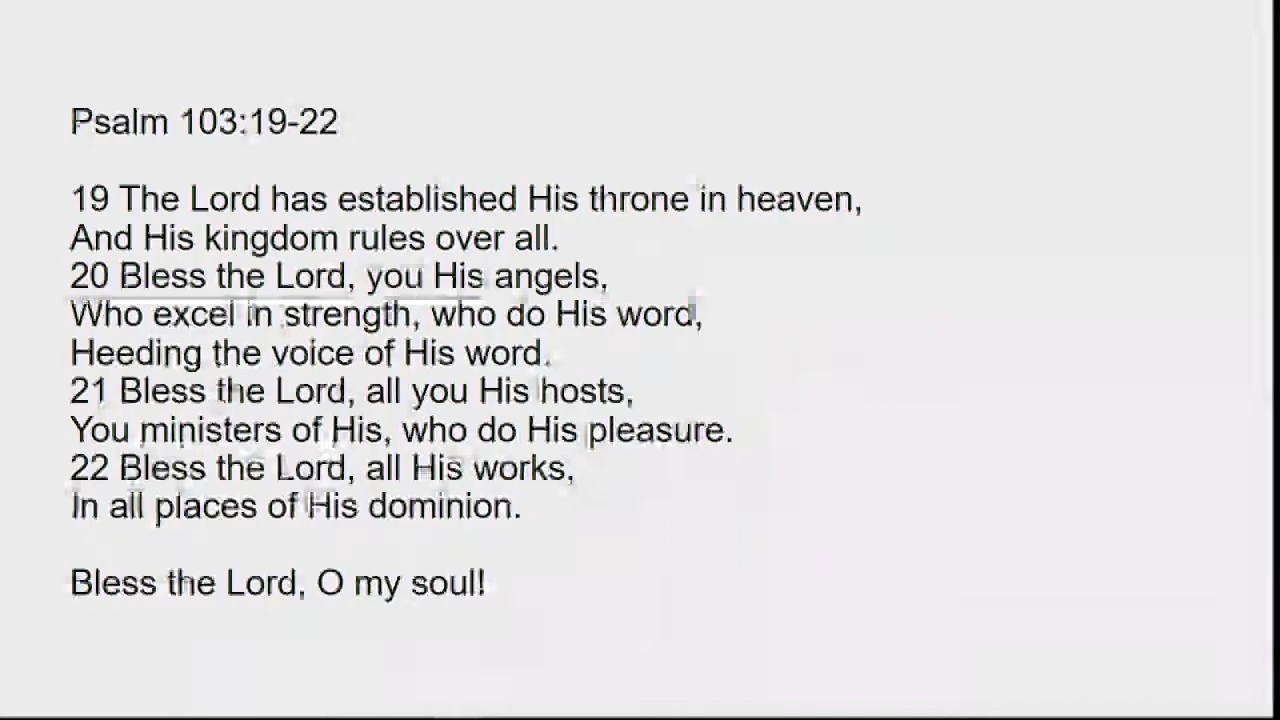 Psalm 103:19-22
19 The Lord has established His throne in heaven,
And His kingdom rules over all.
20 Bless the Lord, you His angels,
Who excel in strength, who do His word,
Heeding the voice of His word.
21 Bless the Lord, all you His hosts,
You ministers of His, who do His pleasure.
22 Bless the Lord, all His works,
In all places of His dominion.
Bless the Lord, O my soul!